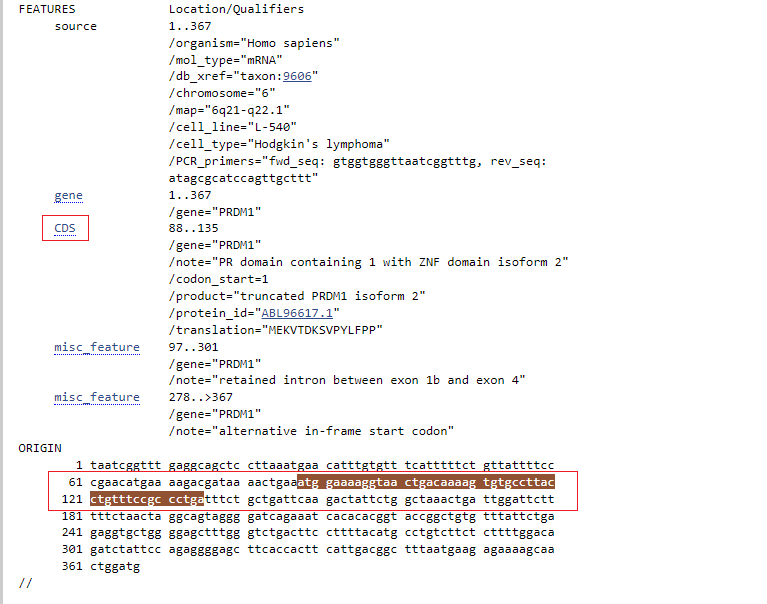 FEATURES Location/Qualifiers
source 1..367
/organism="Homo sapiens"
/mol_type="mRNA"
/db_xref="taxon:9606"
/chromosome="6"
/map="6q21-q22.1"
/cell_line="L-540"
/cell_type="Hodgkin's lymphoma"
/PCR_primers="fwd_seq: gtggtgggttaatcggtttg, rev_seq:
atagcgcatccagttgcttt"
gene 1..367
/gene="PRDM1"
CDS 88..135
/gene="PRDM1"
/note="PR domain containing 1 with ZNF domain isoform 2"
/codon_start=1
/product="truncated PRDM1 isoform 2"
/protein_id="ABL96617.1"
/translation="MEKVTDKSVPYLFPP"
misc_feature 97..301
/gene="PRDM1"
/note="retained intron between exon 1b and exon 4"
misc_feature 278..>367
/gene="PRDM1"
/note="alternative in-frame start codon"
ORIGIN
1 taatcggttt gaggcagctc cttaaatgaa catttgtgtt tcatttttct gttattttcc
61 cgaacatgaa aagacgataa aactgaaatg gaaaaggtaa ctgacaaaag tgtgccttac
121 ctgtttccgc cctgatttct gctgattcaa gactattctg gctaaactga ttggattctt
181 tttctaacta ggcagtaggg gatcagaaat cacacacggt accggctgtg tttattctga
241 gaggtgctgg ggagctttgg gtctgacttc cttttacatg cctgtcttct cttttggaca
301 gatctattcc agaggggagc ttcaccactt cattgacggc tttaatgaag agaaaagcaa
361 ctggatg
//